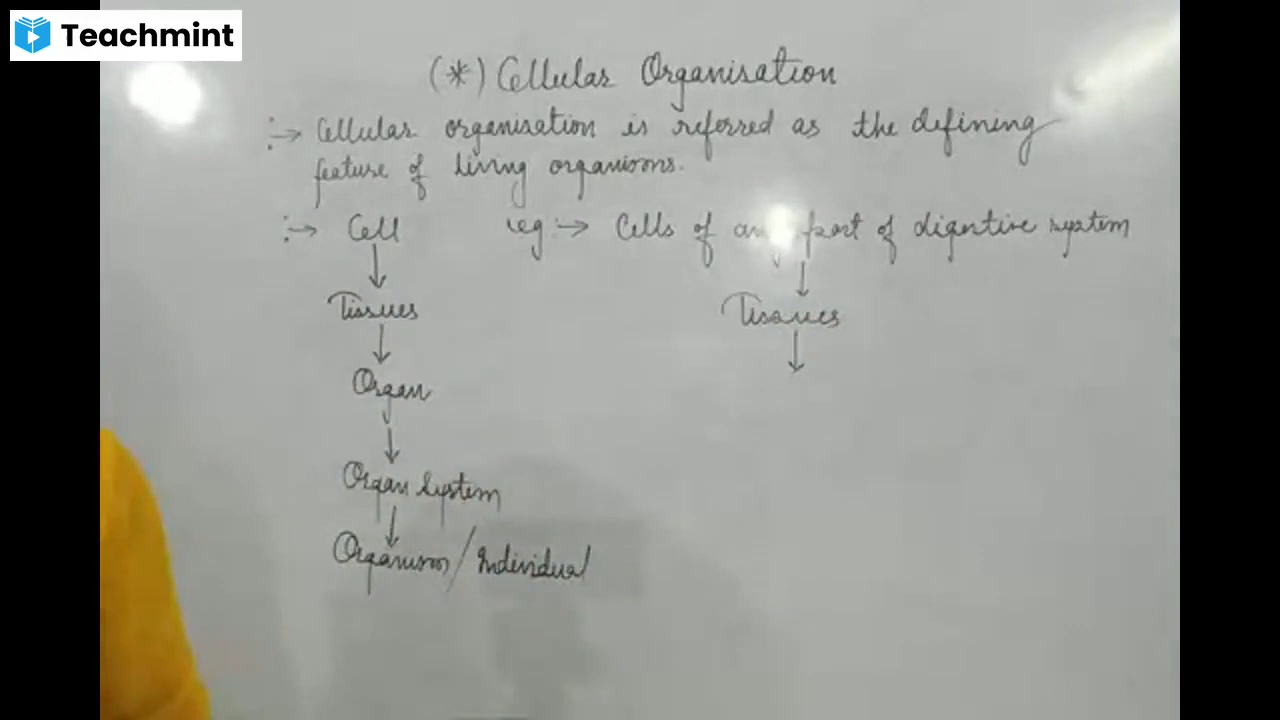 Teachmint
(*) Cellular Organisation
:→ Cellular organisation is referred as the defining
feature of living organisms.
:→ Cell eg :→ Cells of any part of digestive system
↓ ↓
Tissues Tissues
↓ ↓
Organ
↓
Organ System
↓
Organism / Individual